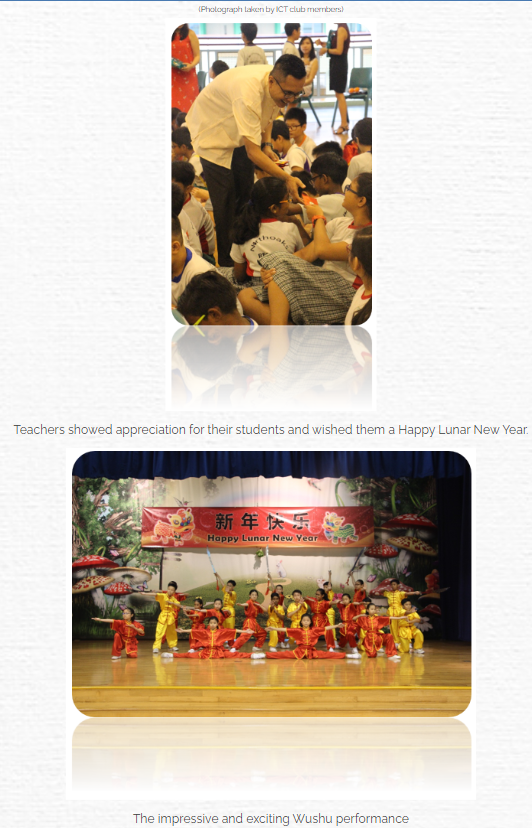 (Photograph taken by ICT club members)
Teachers showed appreciation for their students and wished them a Happy Lunar New Year.
新年快乐
Happy Lunar New Year
The impressive and exciting Wushu performance